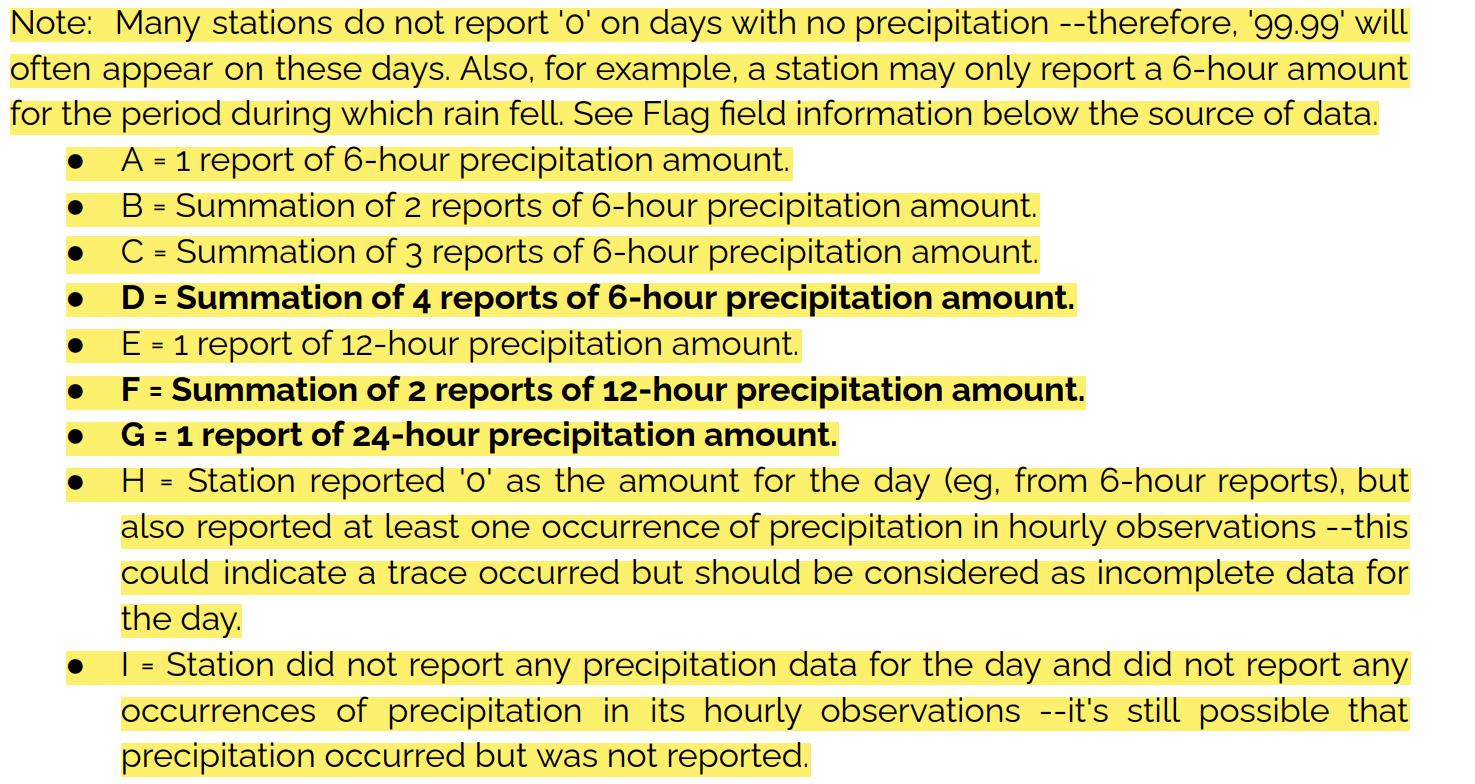 Note: Many stations do not report '0' on days with no precipitation --therefore, '99.99' will
often appear on these days. Also, for example, a station may only report a 6-hour amount
for the period during which rain fell. See Flag field information below the source of data.
● A = 1 report of 6-hour precipitation amount.
● B = Summation of 2 reports of 6-hour precipitation amount.
● C = Summation of 3 reports of 6-hour precipitation amount.
● D = Summation of 4 reports of 6-hour precipitation amount.
● E = 1 report of 12-hour precipitation amount.
● F = Summation of 2 reports of 12-hour precipitation amount.
● G = 1 report of 24-hour precipitation amount.
● H = Station reported '0' as the amount for the day (eg, from 6-hour reports), but
also reported at least one occurrence of precipitation in hourly observations --this
could indicate a trace occurred but should be considered as incomplete data for
the day.
● I = Station did not report any precipitation data for the day and did not report any
occurrences of precipitation in its hourly observations --it's still possible that
precipitation occurred but was not reported.